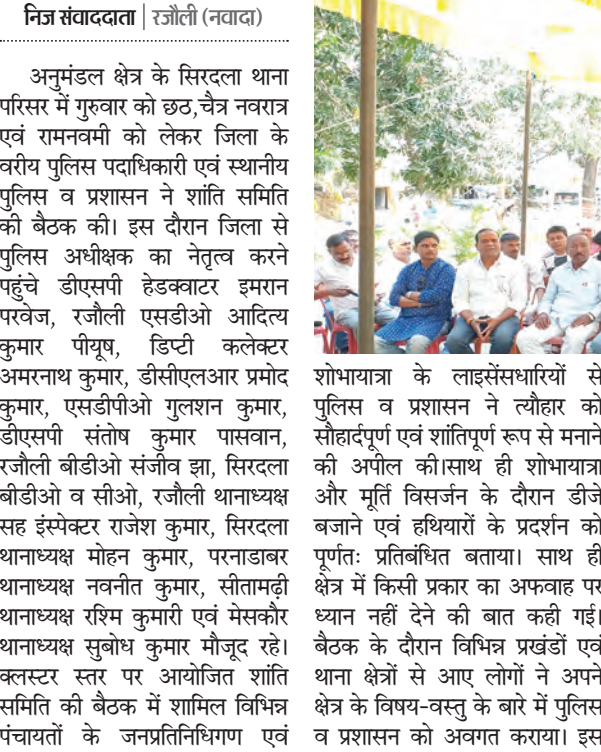 निज संवाददाता | रजौली (नवादा)
अनुमंडल क्षेत्र के सिरदला थाना
परिसर में गुरुवार को छठ,चैत्र नवरात्र
एवं रामनवमी को लेकर जिला के
वरीय पुलिस पदाधिकारी एवं स्थानीय
पुलिस व प्रशासन ने शांति समिति
की बैठक की। इस दौरान जिला से
पुलिस अधीक्षक का नेतृत्व करने
पहुंचे डीएसपी हेडक्वाटर इमरान
परवेज, रजौली एसडीओ आदित्य
कुमार पीयूष, डिप्टी कलेक्टर
अमरनाथ कुमार, डीसीएलआर प्रमोद
कुमार, एसडीपीओ गुलशन कुमार,
डीएसपी संतोष कुमार पासवान,
रजौली बीडीओ संजीव झा, सिरदला
बीडीओ व सीओ, रजौली थानाध्यक्ष
सह इंस्पेक्टर राजेश कुमार, सिरदला
थानाध्यक्ष मोहन कुमार, परनाडाबर
थानाध्यक्ष नवनीत कुमार, सीतामढ़ी
थानाध्यक्ष रश्मि कुमारी एवं मेसकौर
थानाध्यक्ष सुबोध कुमार मौजूद रहे।
क्लस्टर स्तर पर आयोजित शांति
समिति की बैठक में शामिल विभिन्न
पंचायतों के जनप्रतिनिधिगण एवं
शोभायात्रा के लाइसेंसधारियों से
पुलिस व प्रशासन ने त्यौहार को
सौहार्दपूर्ण एवं शांतिपूर्ण रूप से मनाने
की अपील की।साथ ही शोभायात्रा
और मूर्ति विसर्जन के दौरान डीजे
बजाने एवं हथियारों के प्रदर्शन को
पूर्णतः प्रतिबंधित बताया। साथ ही
क्षेत्र में किसी प्रकार का अफवाह पर
ध्यान नहीं देने की बात कही गई।
बैठक के दौरान विभिन्न प्रखंडों एवं
थाना क्षेत्रों से आए लोगों ने अपने
क्षेत्र के विषय-वस्तु के बारे में पुलिस
व प्रशासन को अवगत कराया। इस